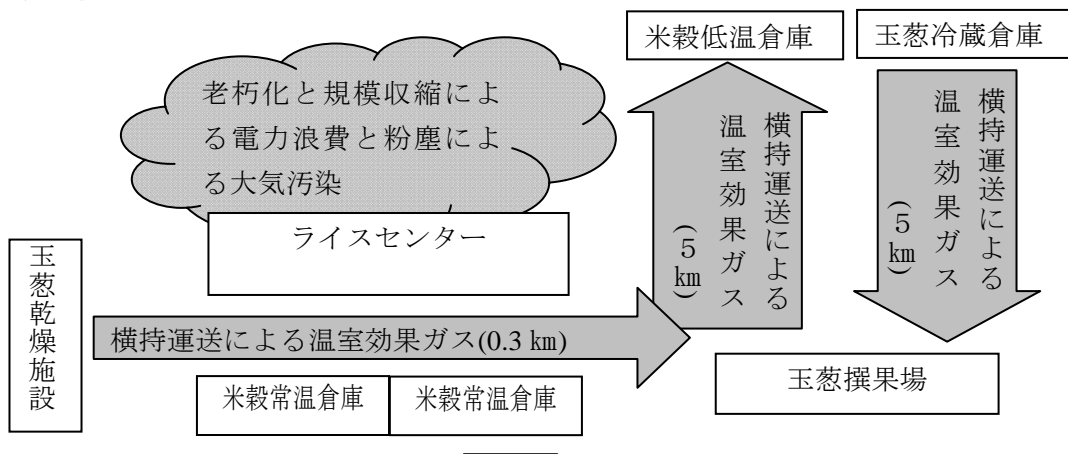 米穀低温倉庫
玉葱冷蔵倉庫
老朽化と規模収縮によ
る電力浪費と粉塵によ
る大気汚染
ライスセンター
横持運送による
温室効果ガス
(5㎞)
横持運送による
温室効果ガス
(5㎞)
玉葱乾燥施設
横持運送による温室効果ガス(0.3 ㎞)
玉葱撰果場
米穀常温倉庫
米穀常温倉庫